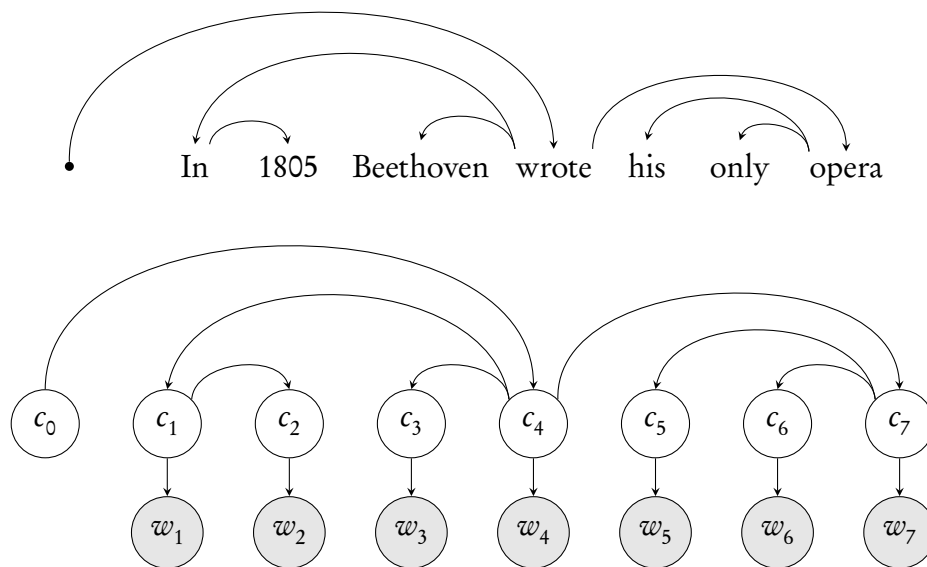 In 1805 Beethoven wrote his only opera
c₀ c₁ c₂ c₃ c₄ c₅ c₆ c₇
w₁ w₂ w₃ w₄ w₅ w₆ w₇